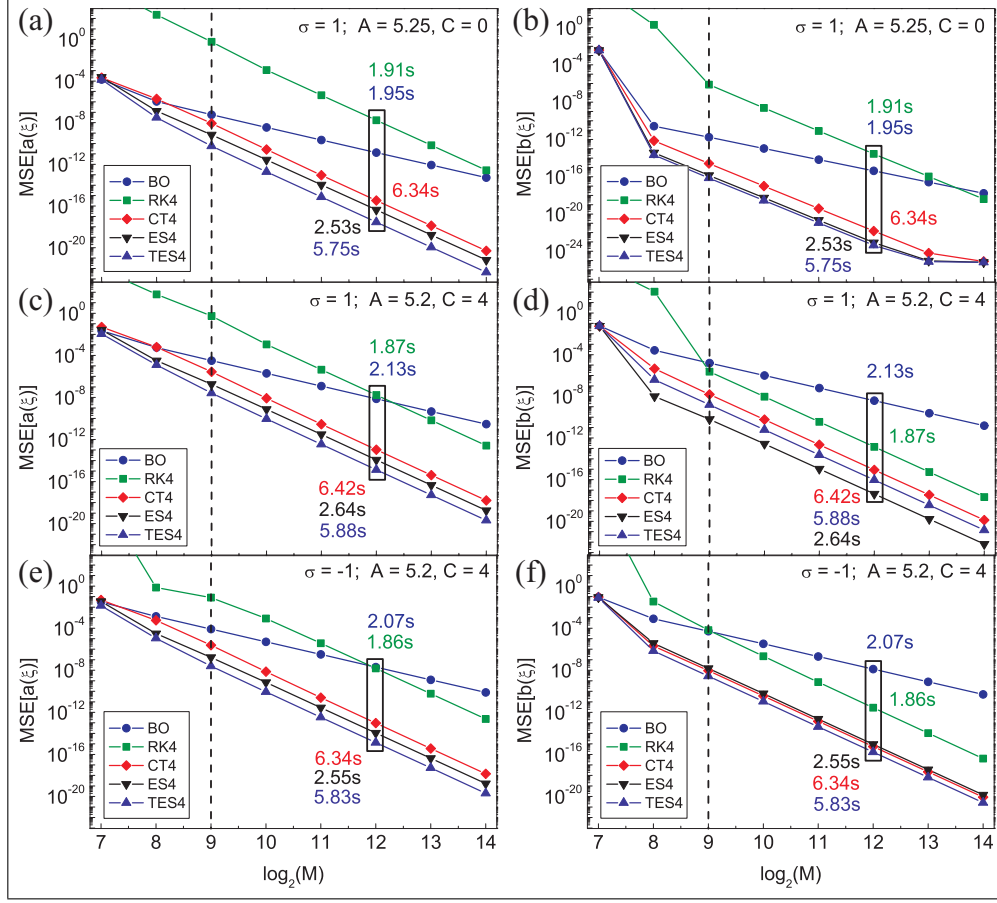 (a)
σ = 1; A = 5.25, C = 0
MSE[a(ξ)]
10^0
10^-4
10^-8
10^-12
10^-16
10^-20
1.91s
1.95s
6.34s
2.53s
5.75s
BO
RK4
CT4
ES4
TES4
(b)
σ = 1; A = 5.25, C = 0
MSE[b(ξ)]
10^0
10^-4
10^-8
10^-12
10^-16
10^-20
10^-24
1.91s
1.95s
6.34s
2.53s
5.75s
BO
RK4
CT4
ES4
TES4
(c)
σ = 1; A = 5.2, C = 4
MSE[a(ξ)]
10^0
10^-4
10^-8
10^-12
10^-16
10^-20
1.87s
2.13s
6.42s
2.64s
5.88s
BO
RK4
CT4
ES4
TES4
(d)
σ = 1; A = 5.2, C = 4
MSE[b(ξ)]
10^0
10^-4
10^-8
10^-12
10^-16
10^-20
2.13s
1.87s
6.42s
5.88s
2.64s
BO
RK4
CT4
ES4
TES4
(e)
σ = -1; A = 5.2, C = 4
MSE[a(ξ)]
10^0
10^-4
10^-8
10^-12
10^-16
10^-20
2.07s
1.86s
6.34s
2.55s
5.83s
BO
RK4
CT4
ES4
TES4
7 8 9 10 11 12 13 14
log₂(M)
(f)
σ = -1; A = 5.2, C = 4
MSE[b(ξ)]
10^0
10^-4
10^-8
10^-12
10^-16
10^-20
2.07s
1.86s
2.55s
6.34s
5.83s
BO
RK4
CT4
ES4
TES4
7 8 9 10 11 12 13 14
log₂(M)